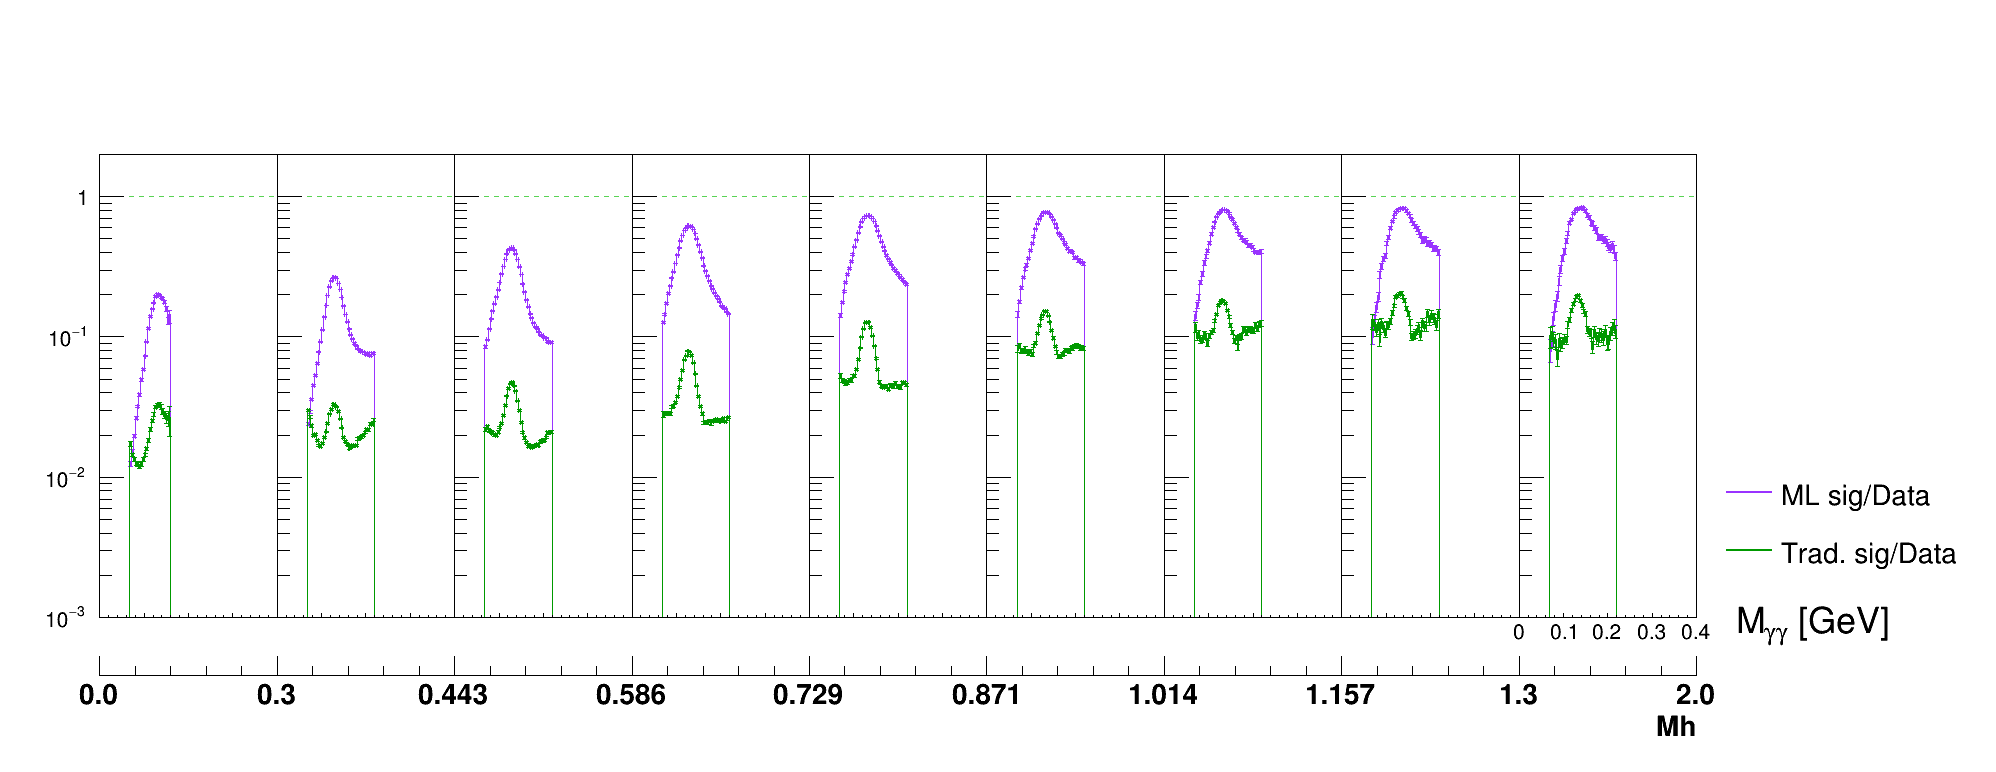 1
10⁻¹
10⁻²
10⁻³
ML sig/Data
Trad. sig/Data
0 0.1 0.2 0.3 0.4
Mγγ [GeV]
0.0 0.3 0.443 0.586 0.729 0.871 1.014 1.157 1.3 2.0
Mh